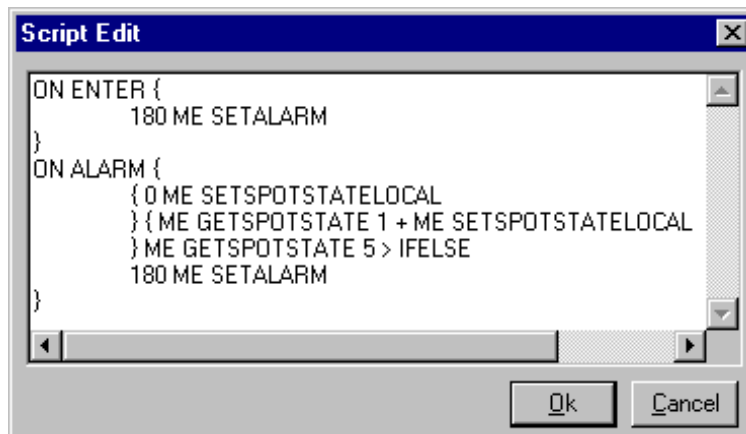 Script Edit
ON ENTER {
180 ME SETALARM
}
ON ALARM {
{ 0 ME SETSPOTSTATELOCAL
} { ME GETSPOTSTATE 1 + ME SETSPOTSTATELOCAL
} ME GETSPOTSTATE 5 > IFELSE
180 ME SETALARM
}
Ok Cancel